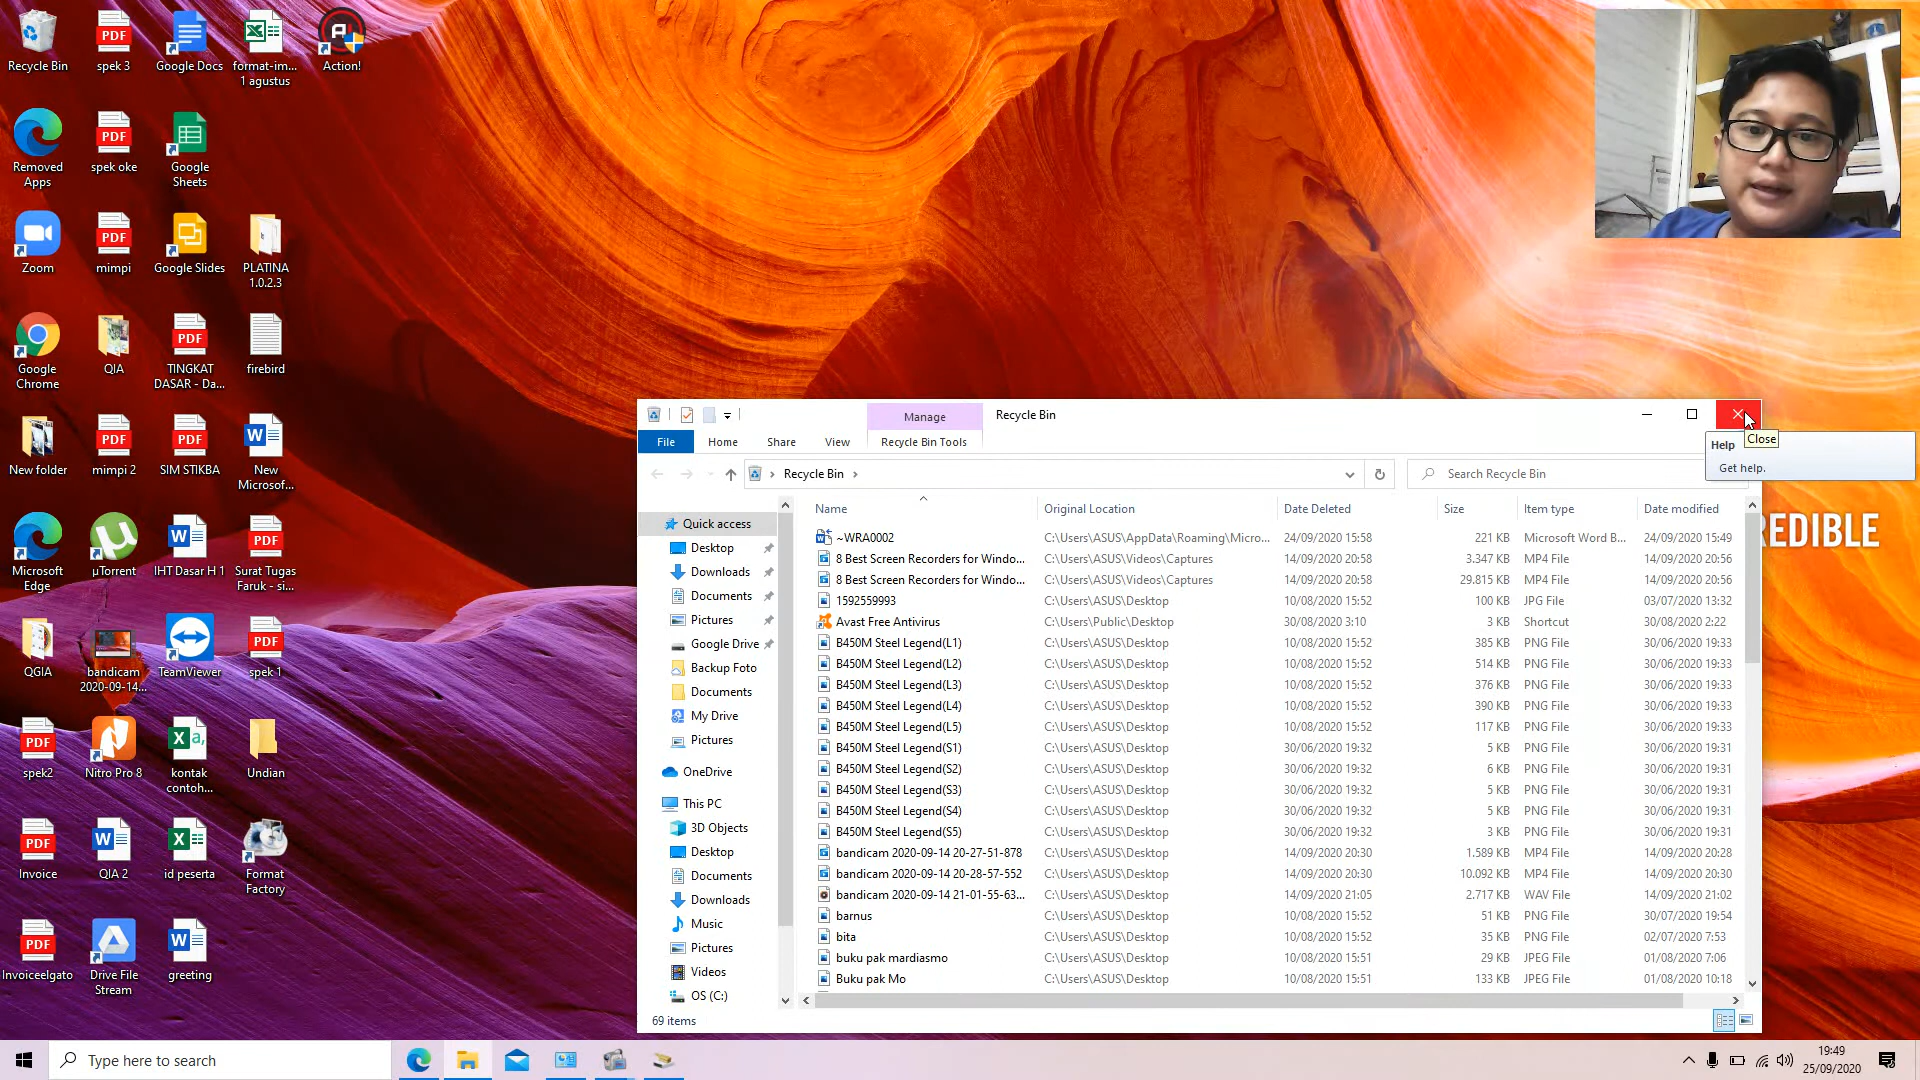 Recycle Bin
spek 3
Google Docs
format-im...
1 agustus
Action!
Removed
Apps
spek oke
Google
Sheets
Zoom
mimpi
Google Slides
PLATINA
1.0.2.3
Google
Chrome
QIA
TINGKAT
DASAR - Da...
firebird
New folder
mimpi 2
SIM STIKBA
New
Microsof...
Microsoft
Edge
µTorrent
IHT Dasar H 1
Surat Tugas
Faruk - si...
QGIA
bandicam
2020-09-14...
TeamViewer
spek 1
spek2
Nitro Pro 8
kontak
contoh...
Undian
Invoice
QIA 2
id peserta
Format
Factory
Invoiceelgato
Drive File
Stream
greeting
REDIBLE
Manage
Recycle Bin
File
Home
Share
View
Recycle Bin Tools
Close
Help
Get help.
Recycle Bin
Search Recycle Bin
Quick access
Desktop
Downloads
Documents
Pictures
Google Drive
Backup Foto
Documents
My Drive
Pictures
OneDrive
This PC
3D Objects
Desktop
Documents
Downloads
Music
Pictures
Videos
OS (C:)
Name Original Location Date Deleted Size Item type Date modified
~WRA0002 C:\Users\ASUS\AppData\Roaming\Micro... 24/09/2020 15:58 221 KB Microsoft Word B... 24/09/2020 15:49
8 Best Screen Recorders for Windo... C:\Users\ASUS\Videos\Captures 14/09/2020 20:58 3.347 KB MP4 File 14/09/2020 20:56
8 Best Screen Recorders for Windo... C:\Users\ASUS\Videos\Captures 14/09/2020 20:58 29.815 KB MP4 File 14/09/2020 20:56
1592559993 C:\Users\ASUS\Desktop 10/08/2020 15:52 100 KB JPG File 03/07/2020 13:32
Avast Free Antivirus C:\Users\Public\Desktop 30/08/2020 3:10 3 KB Shortcut 30/08/2020 2:22
B450M Steel Legend(L1) C:\Users\ASUS\Desktop 10/08/2020 15:52 385 KB PNG File 30/06/2020 19:33
B450M Steel Legend(L2) C:\Users\ASUS\Desktop 10/08/2020 15:52 514 KB PNG File 30/06/2020 19:33
B450M Steel Legend(L3) C:\Users\ASUS\Desktop 10/08/2020 15:52 376 KB PNG File 30/06/2020 19:33
B450M Steel Legend(L4) C:\Users\ASUS\Desktop 10/08/2020 15:52 390 KB PNG File 30/06/2020 19:33
B450M Steel Legend(L5) C:\Users\ASUS\Desktop 10/08/2020 15:52 117 KB PNG File 30/06/2020 19:33
B450M Steel Legend(S1) C:\Users\ASUS\Desktop 30/06/2020 19:32 5 KB PNG File 30/06/2020 19:31
B450M Steel Legend(S2) C:\Users\ASUS\Desktop 30/06/2020 19:32 6 KB PNG File 30/06/2020 19:31
B450M Steel Legend(S3) C:\Users\ASUS\Desktop 30/06/2020 19:32 5 KB PNG File 30/06/2020 19:31
B450M Steel Legend(S4) C:\Users\ASUS\Desktop 30/06/2020 19:32 5 KB PNG File 30/06/2020 19:31
B450M Steel Legend(S5) C:\Users\ASUS\Desktop 30/06/2020 19:32 3 KB PNG File 30/06/2020 19:31
bandicam 2020-09-14 20-27-51-878 C:\Users\ASUS\Desktop 14/09/2020 20:30 1.589 KB MP4 File 14/09/2020 20:28
bandicam 2020-09-14 20-28-57-552 C:\Users\ASUS\Desktop 14/09/2020 20:30 10.092 KB MP4 File 14/09/2020 20:30
bandicam 2020-09-14 21-01-55-63... C:\Users\ASUS\Desktop 14/09/2020 21:05 2.717 KB WAV File 14/09/2020 21:02
barnus C:\Users\ASUS\Desktop 10/08/2020 15:52 51 KB PNG File 30/07/2020 19:54
bita C:\Users\ASUS\Desktop 10/08/2020 15:52 35 KB PNG File 02/07/2020 7:53
buku pak mardiasmo C:\Users\ASUS\Desktop 10/08/2020 15:51 29 KB JPEG File 01/08/2020 7:06
Buku pak Mo C:\Users\ASUS\Desktop 10/08/2020 15:51 133 KB JPEG File 01/08/2020 10:18
69 items
Type here to search
19:49
25/09/2020